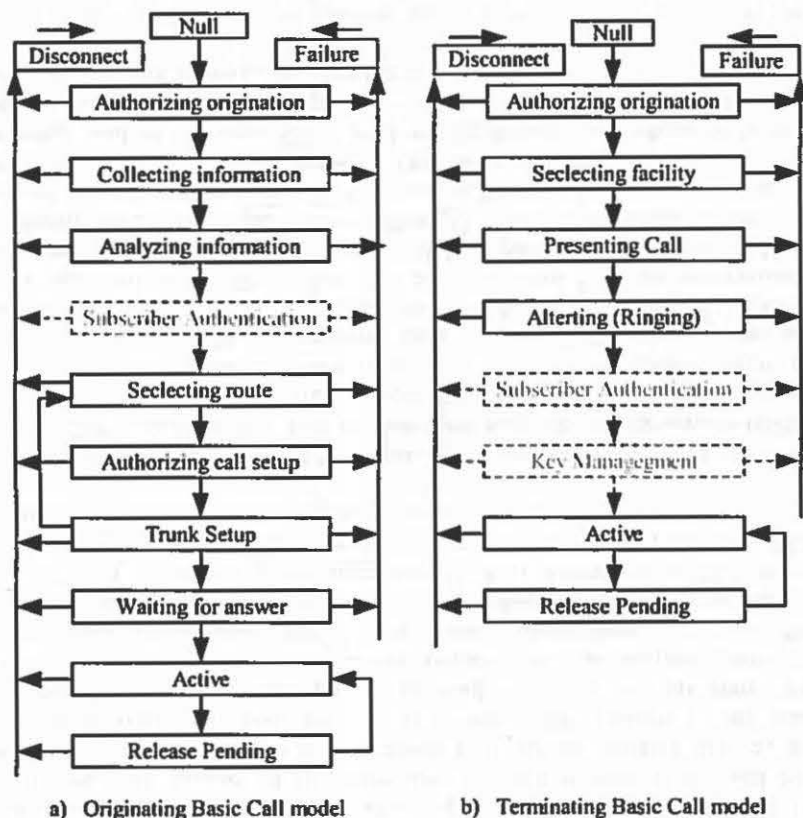 Null
Disconnect
Failure
Authorizing origination
Collecting information
Analyzing information
Subscriber Authentication
Seclecting route
Authorizing call setup
Trunk Setup
Waiting for answer
Active
Release Pending
a) Originating Basic Call model
Null
Disconnect
Failure
Authorizing origination
Seclecting facility
Presenting Call
Alterting (Ringing)
Subscriber Authentication
Key Managegment
Active
Release Pending
b) Terminating Basic Call model